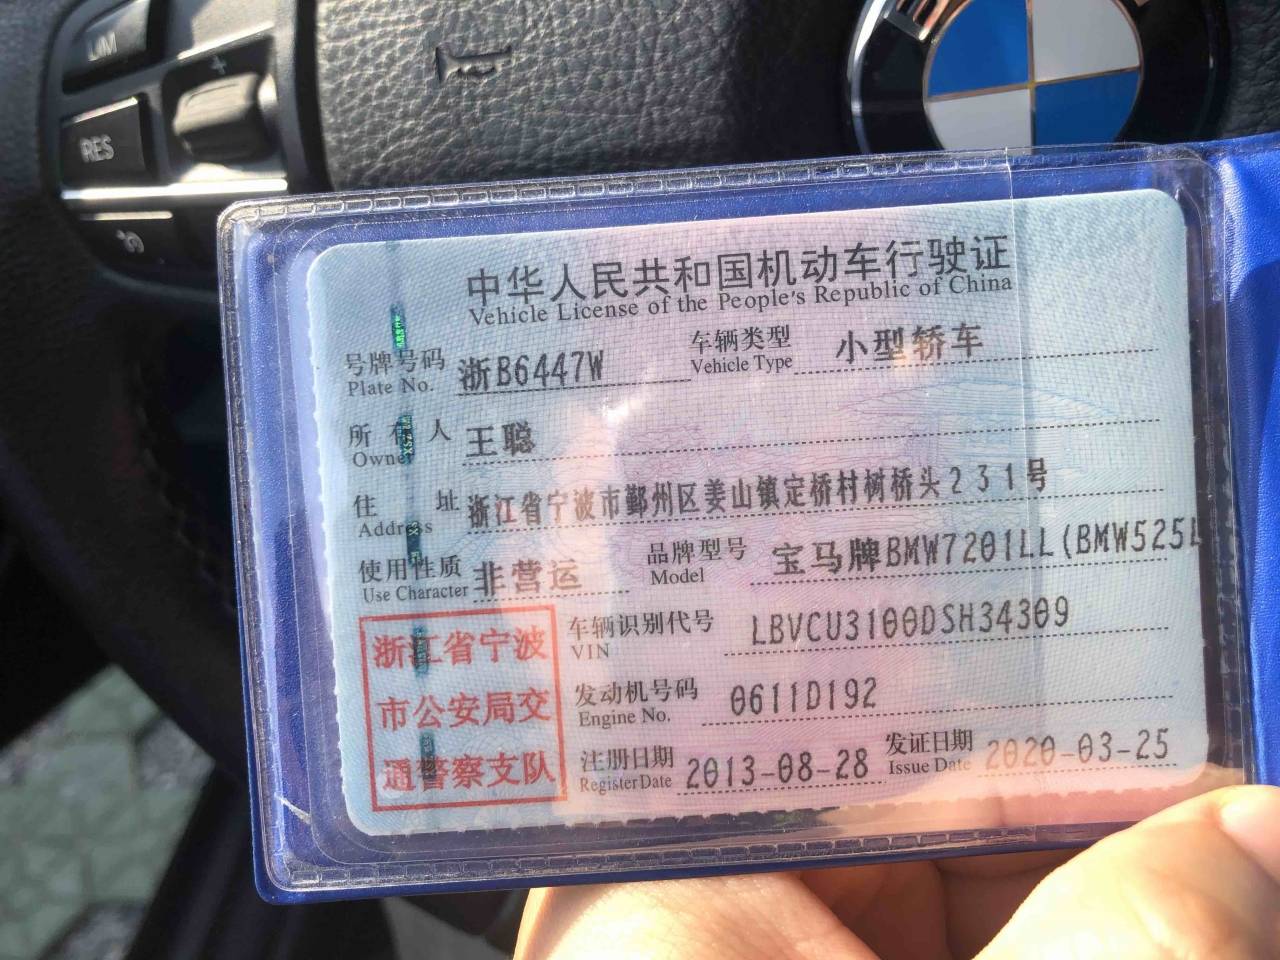 LIM
+
RES
中华人民共和国机动车行驶证
Vehicle License of the People's Republic of China
号牌号码 浙B6447W 车辆类型 小型轿车
Plate No. Vehicle Type
所有人 王聪
Owner
住址 浙江省宁波市鄞州区姜山镇定桥村树桥头231号
Address
使用性质 非营运 品牌型号 宝马牌BMW7201LL(BMW525L
Use Character Model
车辆识别代号 LBVCU3100DSH34309
VIN
发动机号码 0611D192
Engine No.
注册日期 2013-08-28 发证日期 2020-03-25
Register Date Issue Date
浙江省宁波
市公安局交
通警察支队